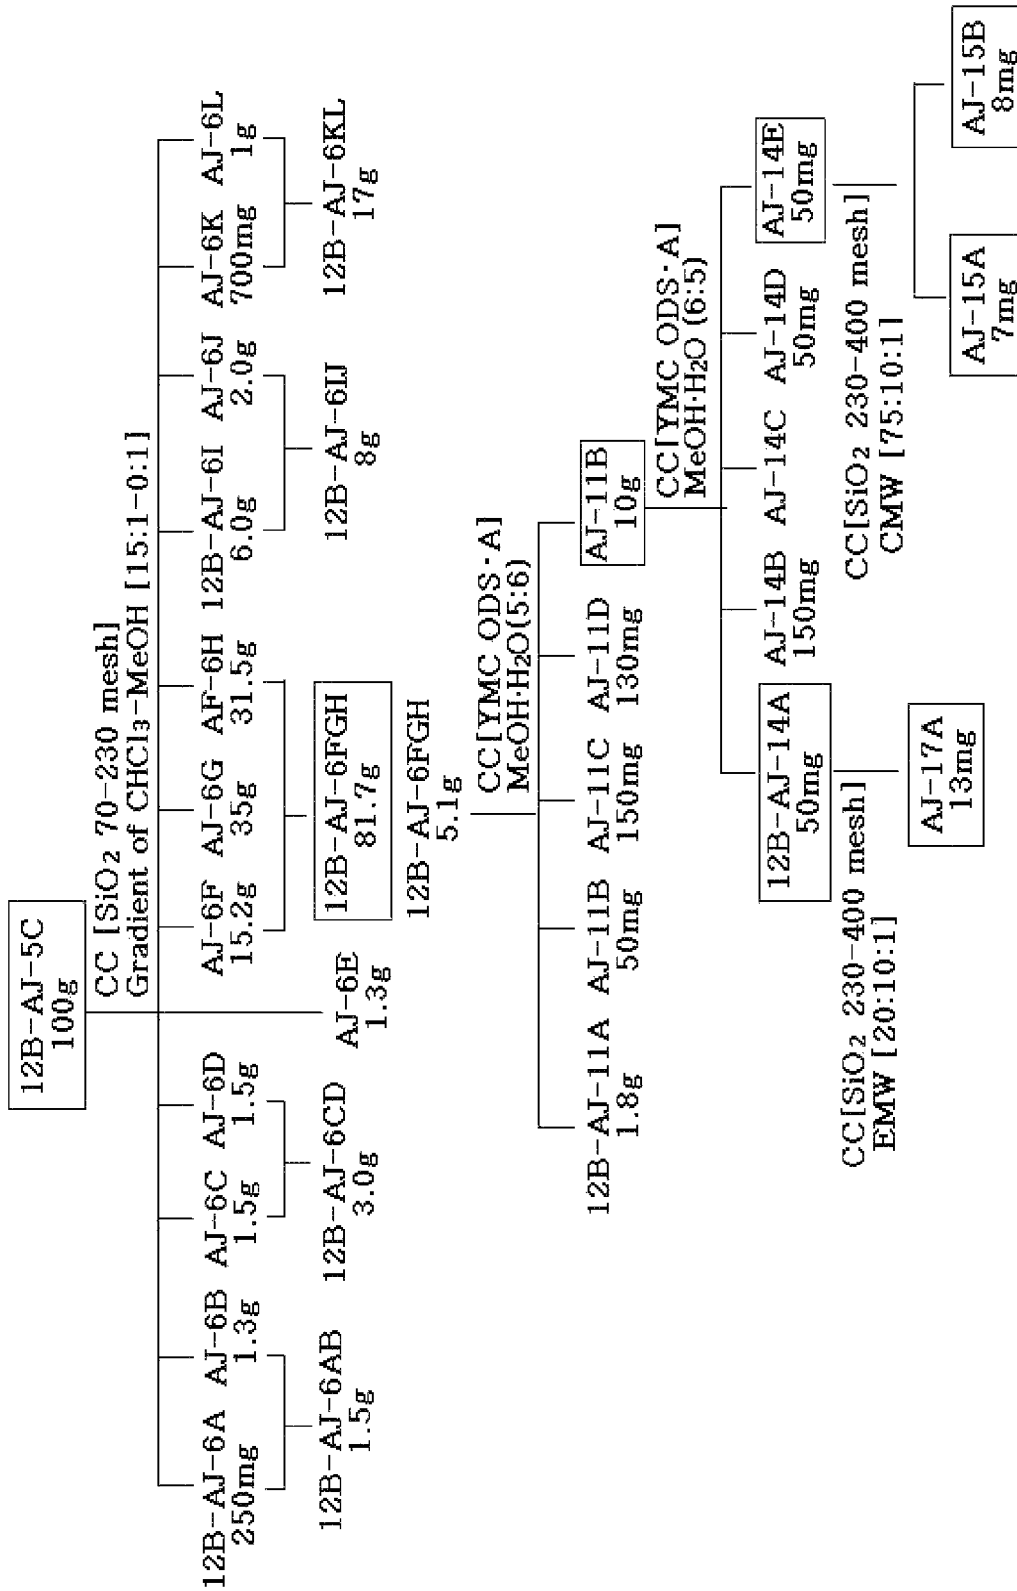 12B-AJ-5C
100g
CC [SiO₂ 70-230 mesh]
Gradient of CHCl₃-MeOH [15:1-0:1]
12B-AJ-6A
250mg
AJ-6B
1.3g
AJ-6C
1.5g
AJ-6D
1.5g
AJ-6F
15.2g
AJ-6G
35g
AF-6H
31.5g
12B-AJ-6I
6.0g
AJ-6J
2.0g
AJ-6K
700mg
AJ-6L
1g
12B-AJ-6AB
1.5g
12B-AJ-6CD
3.0g
AJ-6E
1.3g
12B-AJ-6FGH
81.7g
12B-AJ-6IJ
8g
12B-AJ-6KL
17g
12B-AJ-6FGH
5.1g
CC[YMC ODS·A]
MeOH·H₂O(5:6)
12B-AJ-11A
1.8g
AJ-11B
50mg
AJ-11C
150mg
AJ-11D
130mg
AJ-11B
10g
CC[YMC ODS·A]
MeOH·H₂O (6:5)
12B-AJ-14A
50mg
AJ-14B
150mg
AJ-14C
AJ-14D
50mg
AJ-14E
50mg
CC[SiO₂ 230-400 mesh]
EMW [20:10:1]
CC[SiO₂ 230-400 mesh]
CMW [75:10:1]
AJ-17A
13mg
AJ-15A
7mg
AJ-15B
8mg